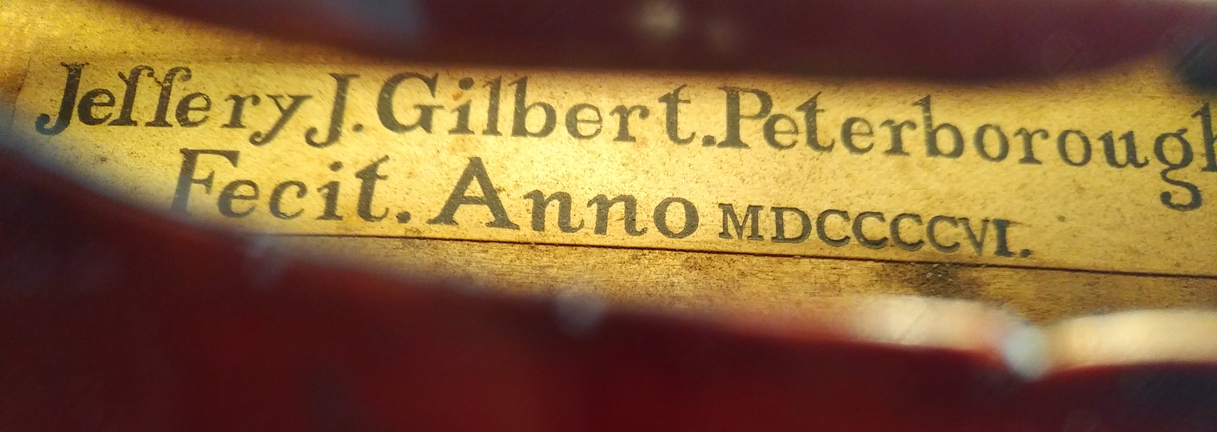 Jeffery J. Gilbert. Peterborough
Fecit. Anno MDCCCCVI.